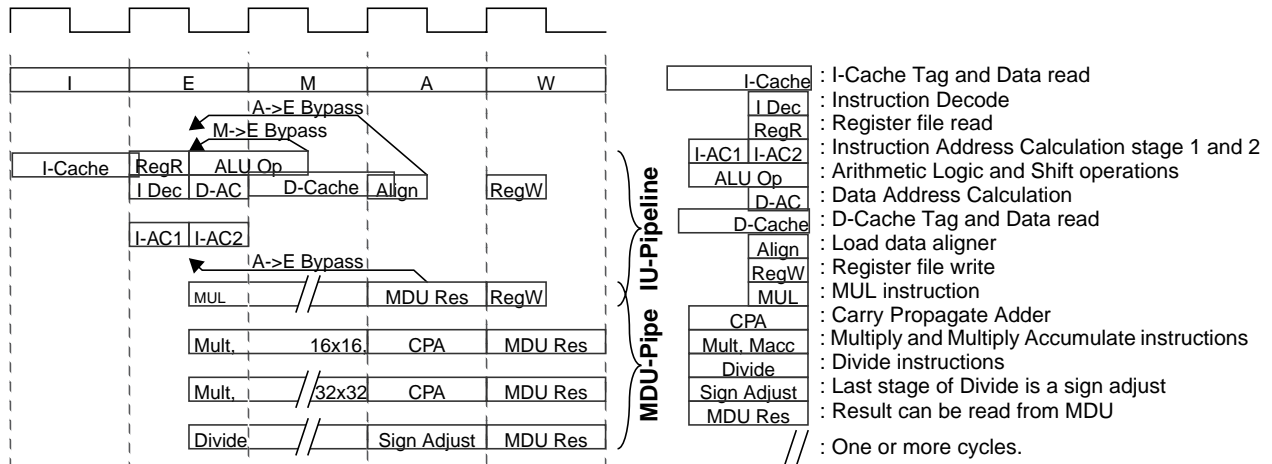 I E M A W
A->E Bypass
M->E Bypass
I-Cache RegR ALU Op
I Dec D-AC D-Cache Align RegW
I-AC1 I-AC2
A->E Bypass
MUL MDU Res RegW
Mult, 16x16, CPA MDU Res
Mult, 32x32 CPA MDU Res
Divide Sign Adjust MDU Res
IU-Pipeline
MDU-Pipe
I-Cache : I-Cache Tag and Data read
I Dec : Instruction Decode
RegR : Register file read
I-AC1 I-AC2 : Instruction Address Calculation stage 1 and 2
ALU Op : Arithmetic Logic and Shift operations
D-AC : Data Address Calculation
D-Cache : D-Cache Tag and Data read
Align : Load data aligner
RegW : Register file write
MUL : MUL instruction
CPA : Carry Propagate Adder
Mult, Macc : Multiply and Multiply Accumulate instructions
Divide : Divide instructions
Sign Adjust : Last stage of Divide is a sign adjust
MDU Res : Result can be read from MDU
: One or more cycles.